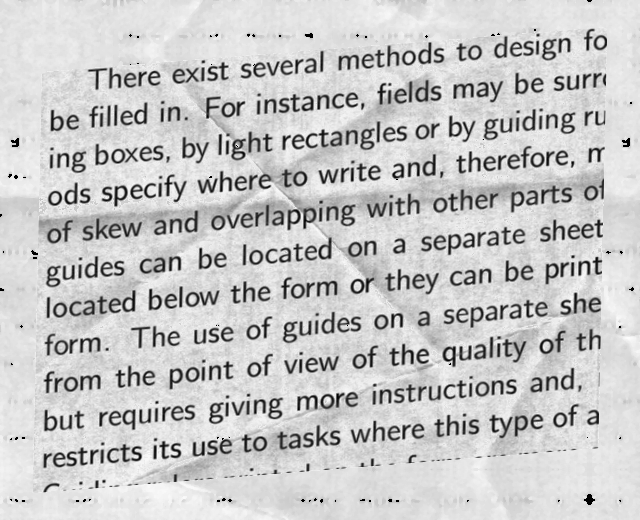 There exist several methods to design fo
be filled in. For instance, fields may be surr
ing boxes, by light rectangles or by guiding ru
ods specify where to write and, therefore, m
of skew and overlapping with other parts of
guides can be located on a separate sheet
located below the form or they can be print
form. The use of guides on a separate she
from the point of view of the quality of th
but requires giving more instructions and,
restricts its use to tasks where this type of a